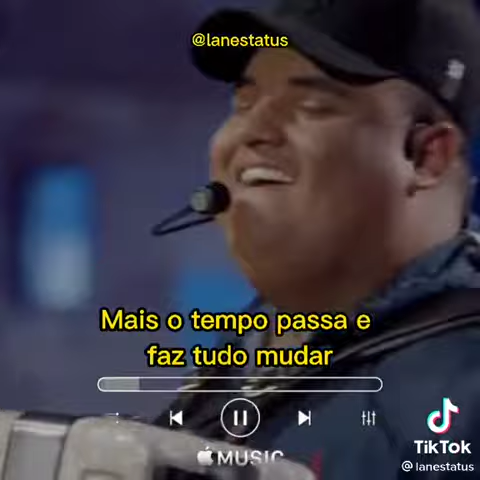 @lanestatus
Mais o tempo passa e
faz tudo mudar
MUSIC
TikTok
@lanestatus